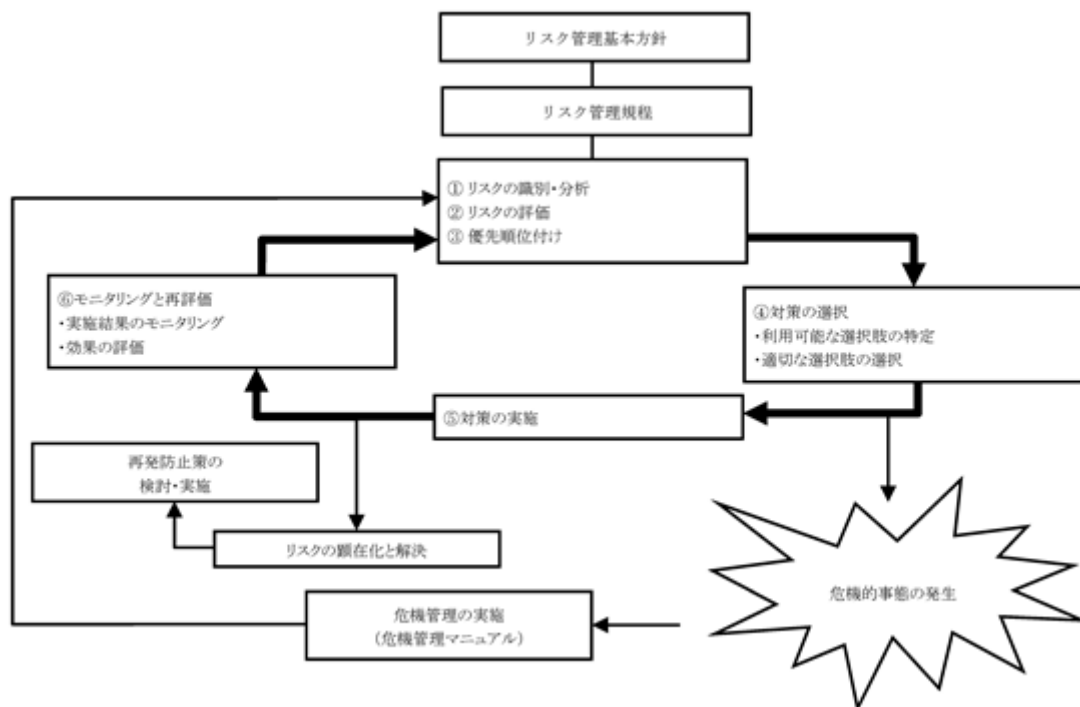 リスク管理基本方針
リスク管理規程
① リスクの識別・分析
② リスクの評価
③ 優先順位付け
④対策の選択
・利用可能な選択肢の特定
・適切な選択肢の選択
⑤対策の実施
⑥モニタリングと再評価
・実施結果のモニタリング
・効果の評価
再発防止策の
検討・実施
リスクの顕在化と解決
危機的事態の発生
危機管理の実施
(危機管理マニュアル)